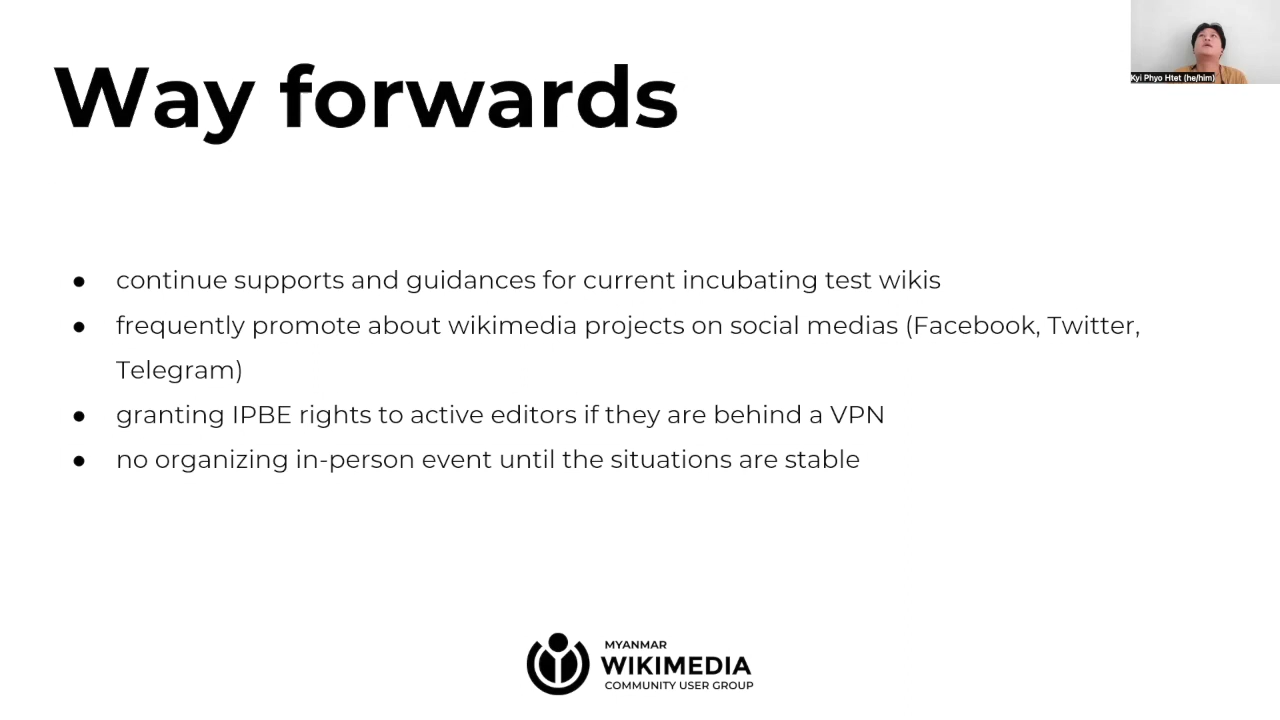 Way forwards
Kyi Phyo Htet (he/him)
● continue supports and guidances for current incubating test wikis
● frequently promote about wikimedia projects on social medias (Facebook, Twitter,
Telegram)
● granting IPBE rights to active editors if they are behind a VPN
● no organizing in-person event until the situations are stable
MYANMAR
WIKIMEDIA
COMMUNITY USER GROUP